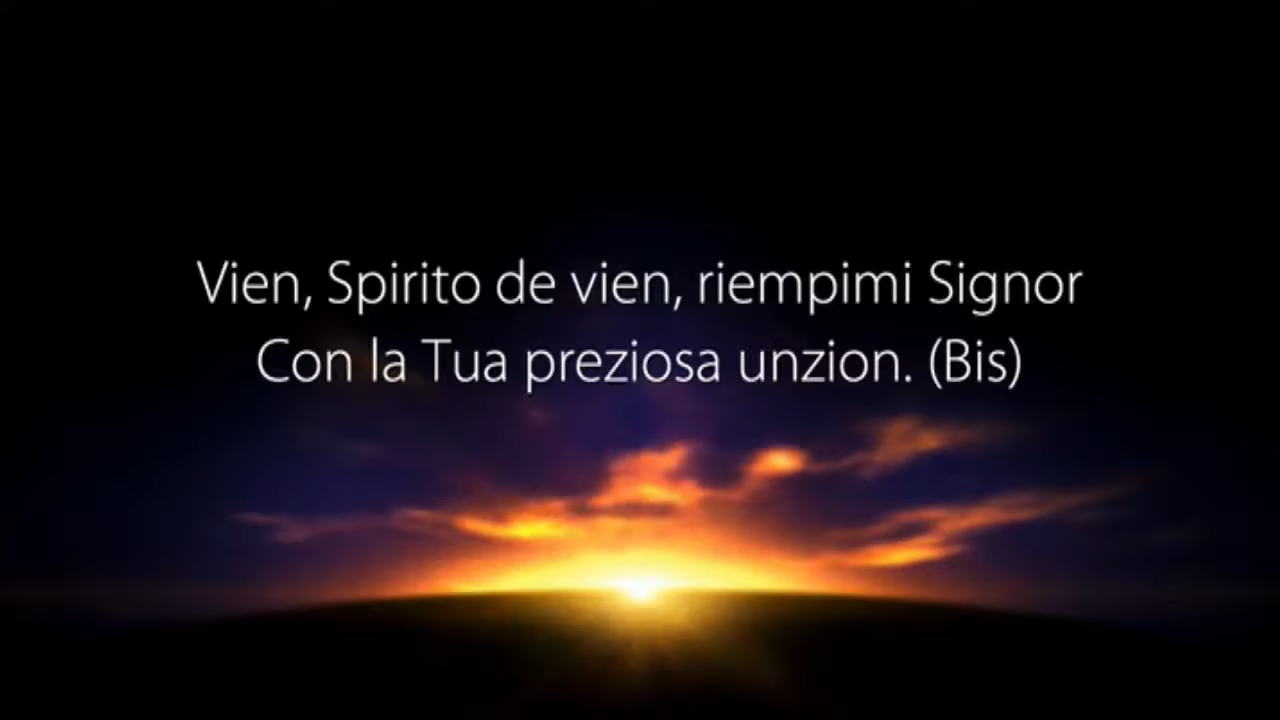 Vien, Spirito de vien, riempimi Signor
Con la Tua preziosa unzion. (Bis)